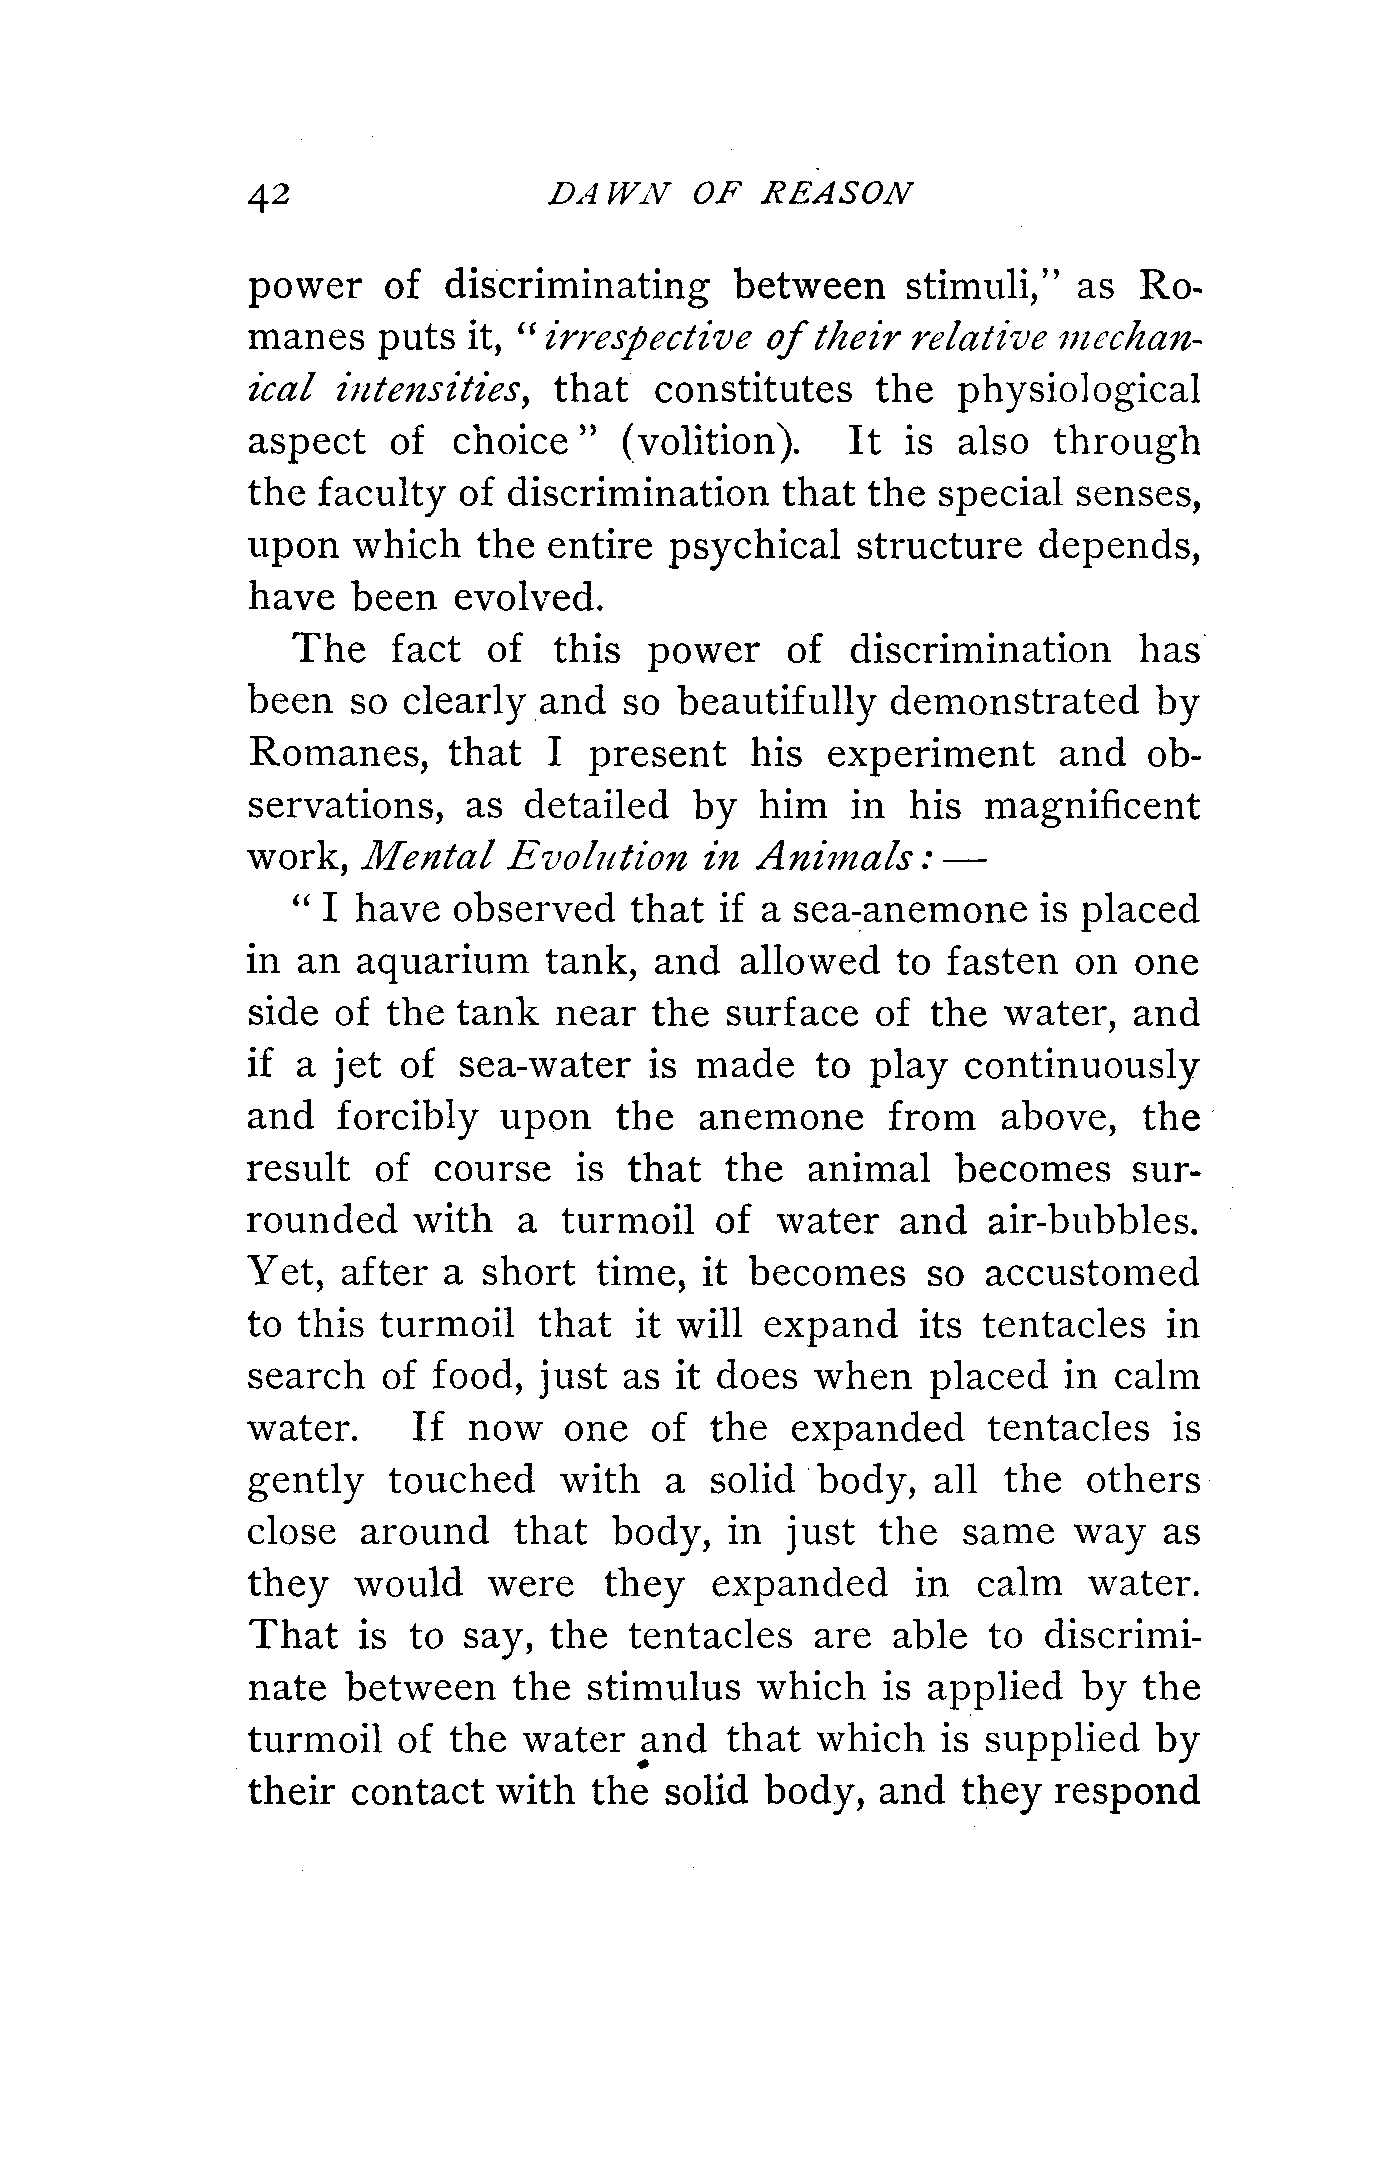 42 DAWN OF REASON
power of discriminating between stimuli,” as Ro-
manes puts it, “irrespective of their relative mechan-
ical intensities, that constitutes the physiological
aspect of choice” (volition). It is also through
the faculty of discrimination that the special senses,
upon which the entire psychical structure depends,
have been evolved.
The fact of this power of discrimination has
been so clearly and so beautifully demonstrated by
Romanes, that I present his experiment and ob-
servations, as detailed by him in his magnificent
work, Mental Evolution in Animals: —
“I have observed that if a sea-anemone is placed
in an aquarium tank, and allowed to fasten on one
side of the tank near the surface of the water, and
if a jet of sea-water is made to play continuously
and forcibly upon the anemone from above, the
result of course is that the animal becomes sur-
rounded with a turmoil of water and air-bubbles.
Yet, after a short time, it becomes so accustomed
to this turmoil that it will expand its tentacles in
search of food, just as it does when placed in calm
water. If now one of the expanded tentacles is
gently touched with a solid body, all the others
close around that body, in just the same way as
they would were they expanded in calm water.
That is to say, the tentacles are able to discrimi-
nate between the stimulus which is applied by the
turmoil of the water and that which is supplied by
their contact with the solid body, and they respond